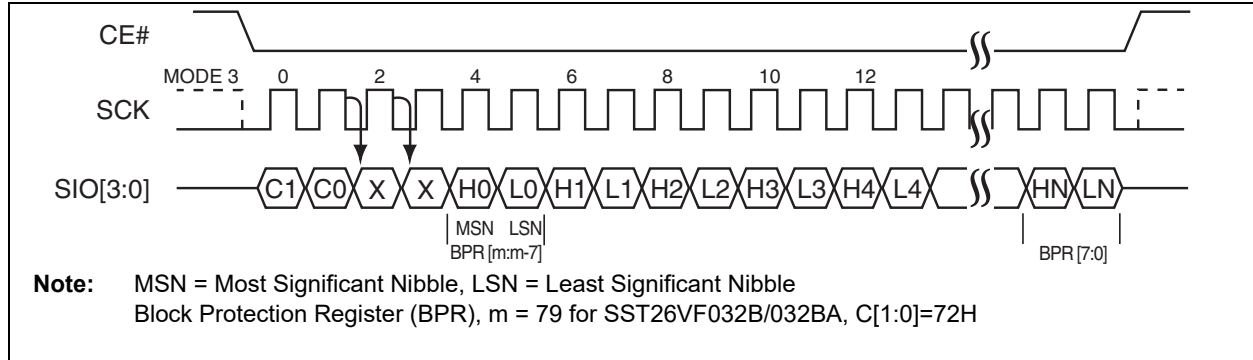 CE#
MODE 3 0 2 4 6 8 10 12
SCK
SIO[3:0] C1 C0 X X H0 L0 H1 L1 H2 L2 H3 L3 H4 L4 HN LN
MSN LSN
BPR [m:m-7] BPR [7:0]
Note: MSN = Most Significant Nibble, LSN = Least Significant Nibble
Block Protection Register (BPR), m = 79 for SST26VF032B/032BA, C[1:0]=72H